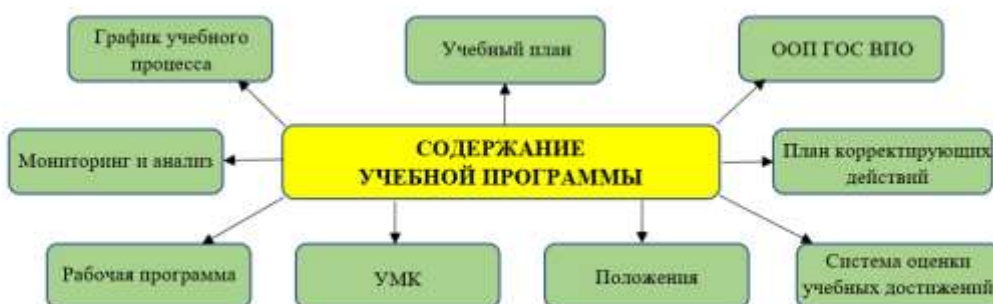 График учебного
процесса
Учебный план
ООП ГОС ВПО
Мониторинг и анализ
СОДЕРЖАНИЕ
УЧЕБНОЙ ПРОГРАММЫ
План корректирующих
действий
Рабочая программа
УМК
Положения
Система оценки
учебных достижений